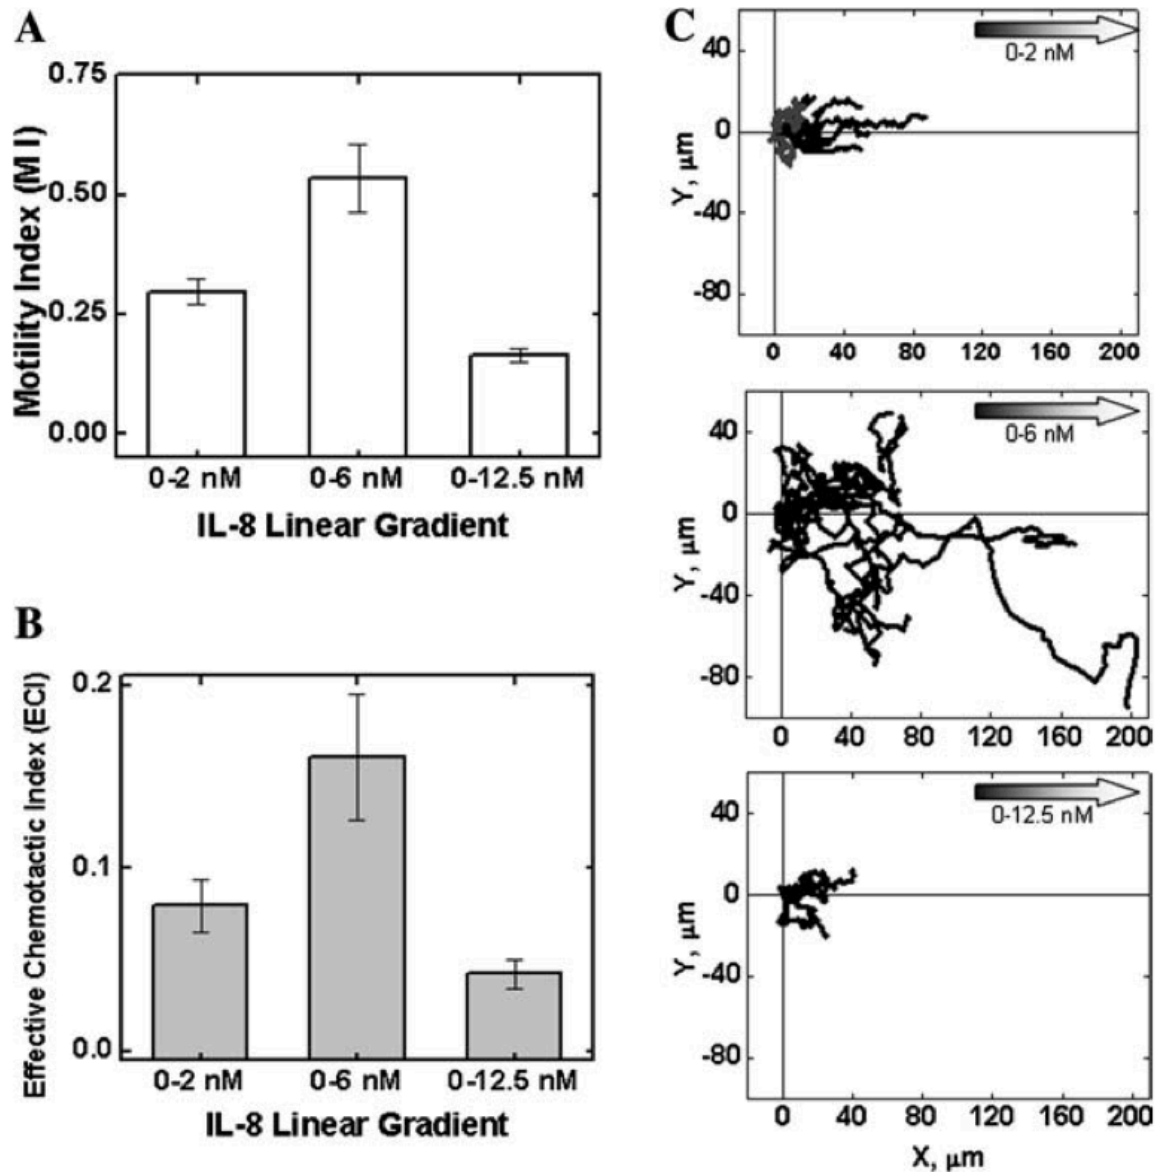 A
Motility Index (M I)
0.75
0.50
0.25
0.00
0-2 nM 0-6 nM 0-12.5 nM
IL-8 Linear Gradient
B
Effective Chemotactic Index (ECI)
0.2
0.1
0.0
0-2 nM 0-6 nM 0-12.5 nM
IL-8 Linear Gradient
C
0-2 nM
Y, μm
40
0
-40
-80
0 40 80 120 160 200
0-6 nM
Y, μm
40
0
-40
-80
0 40 80 120 160 200
0-12.5 nM
Y, μm
40
0
-40
-80
0 40 80 120 160 200
X, μm